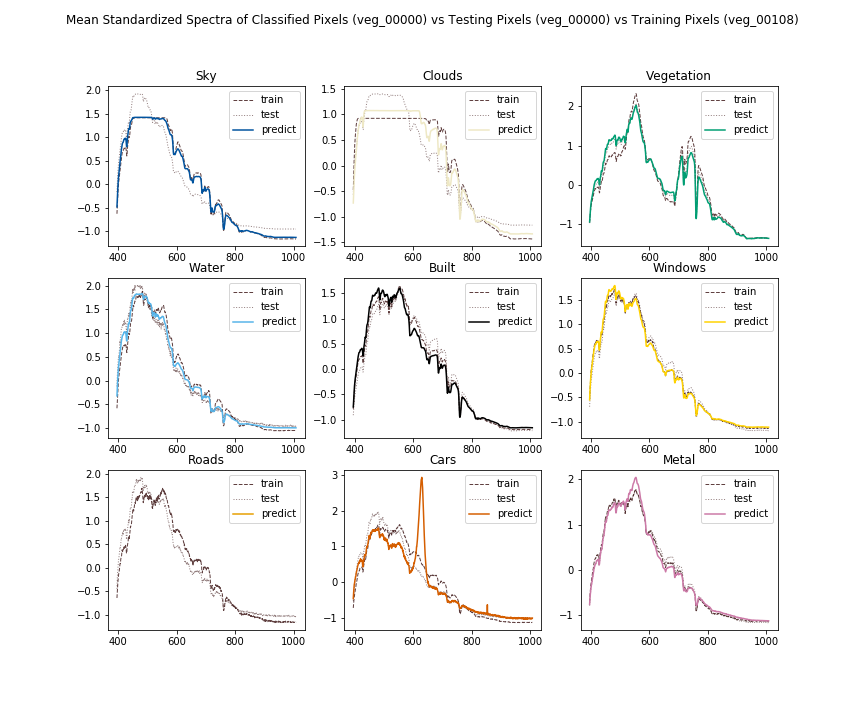 Mean Standardized Spectra of Classified Pixels (veg_00000) vs Testing Pixels (veg_00000) vs Training Pixels (veg_00108)
Sky
2.0
1.5
1.0
0.5
0.0
−0.5
−1.0
400 600 800 1000
train
test
predict
Clouds
1.5
1.0
0.5
0.0
−0.5
−1.0
−1.5
400 600 800 1000
train
test
predict
Vegetation
2
1
0
−1
400 600 800 1000
train
test
predict
Water
2.0
1.5
1.0
0.5
0.0
−0.5
−1.0
400 600 800 1000
train
test
predict
Built
1.5
1.0
0.5
0.0
−0.5
−1.0
400 600 800 1000
train
test
predict
Windows
1.5
1.0
0.5
0.0
−0.5
−1.0
400 600 800 1000
train
test
predict
Roads
2.0
1.5
1.0
0.5
0.0
−0.5
−1.0
400 600 800 1000
train
test
predict
Cars
3
2
1
0
−1
400 600 800 1000
train
test
predict
Metal
2
1
0
−1
400 600 800 1000
train
test
predict